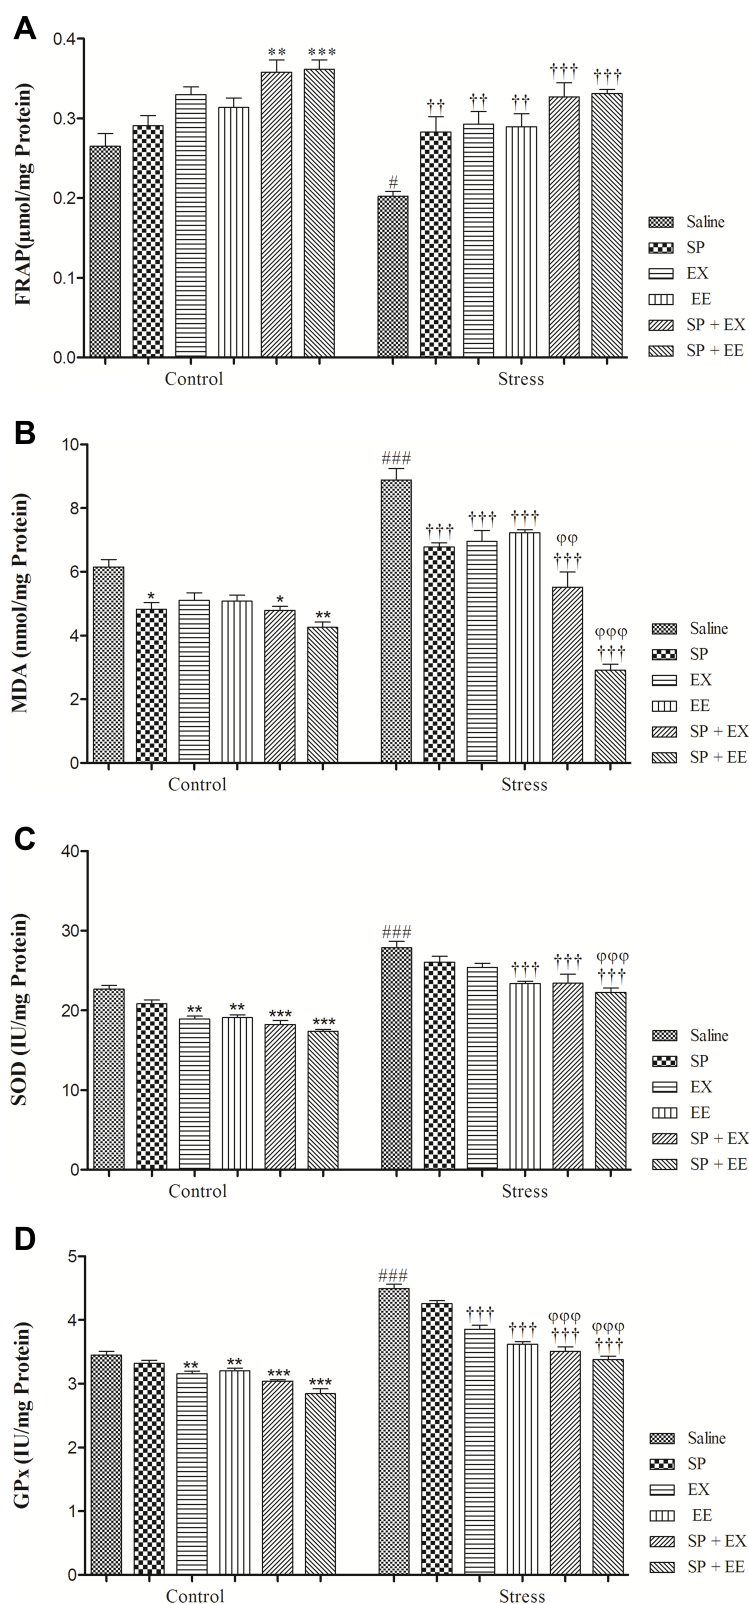 A
FRAP(μmol/mg Protein)
0.4
0.3
0.2
0.1
0.0
** ***
#
†† †† †† ††† †††
Control Stress
Saline
SP
EX
EE
SP + EX
SP + EE
B
MDA (nmol/mg Protein)
10
8
6
4
2
0
* * **
###
††† ††† †††
φφ
†††
φφφ
†††
Control Stress
Saline
SP
EX
EE
SP + EX
SP + EE
C
SOD (IU/mg Protein)
40
30
20
10
0
** ** *** ***
###
††† †††
φφφ
†††
Control Stress
Saline
SP
EX
EE
SP + EX
SP + EE
D
GPx (IU/mg Protein)
5
4
3
2
1
0
** ** *** ***
###
††† †††
φφφ
†††
φφφ
†††
Control Stress
Saline
SP
EX
EE
SP + EX
SP + EE